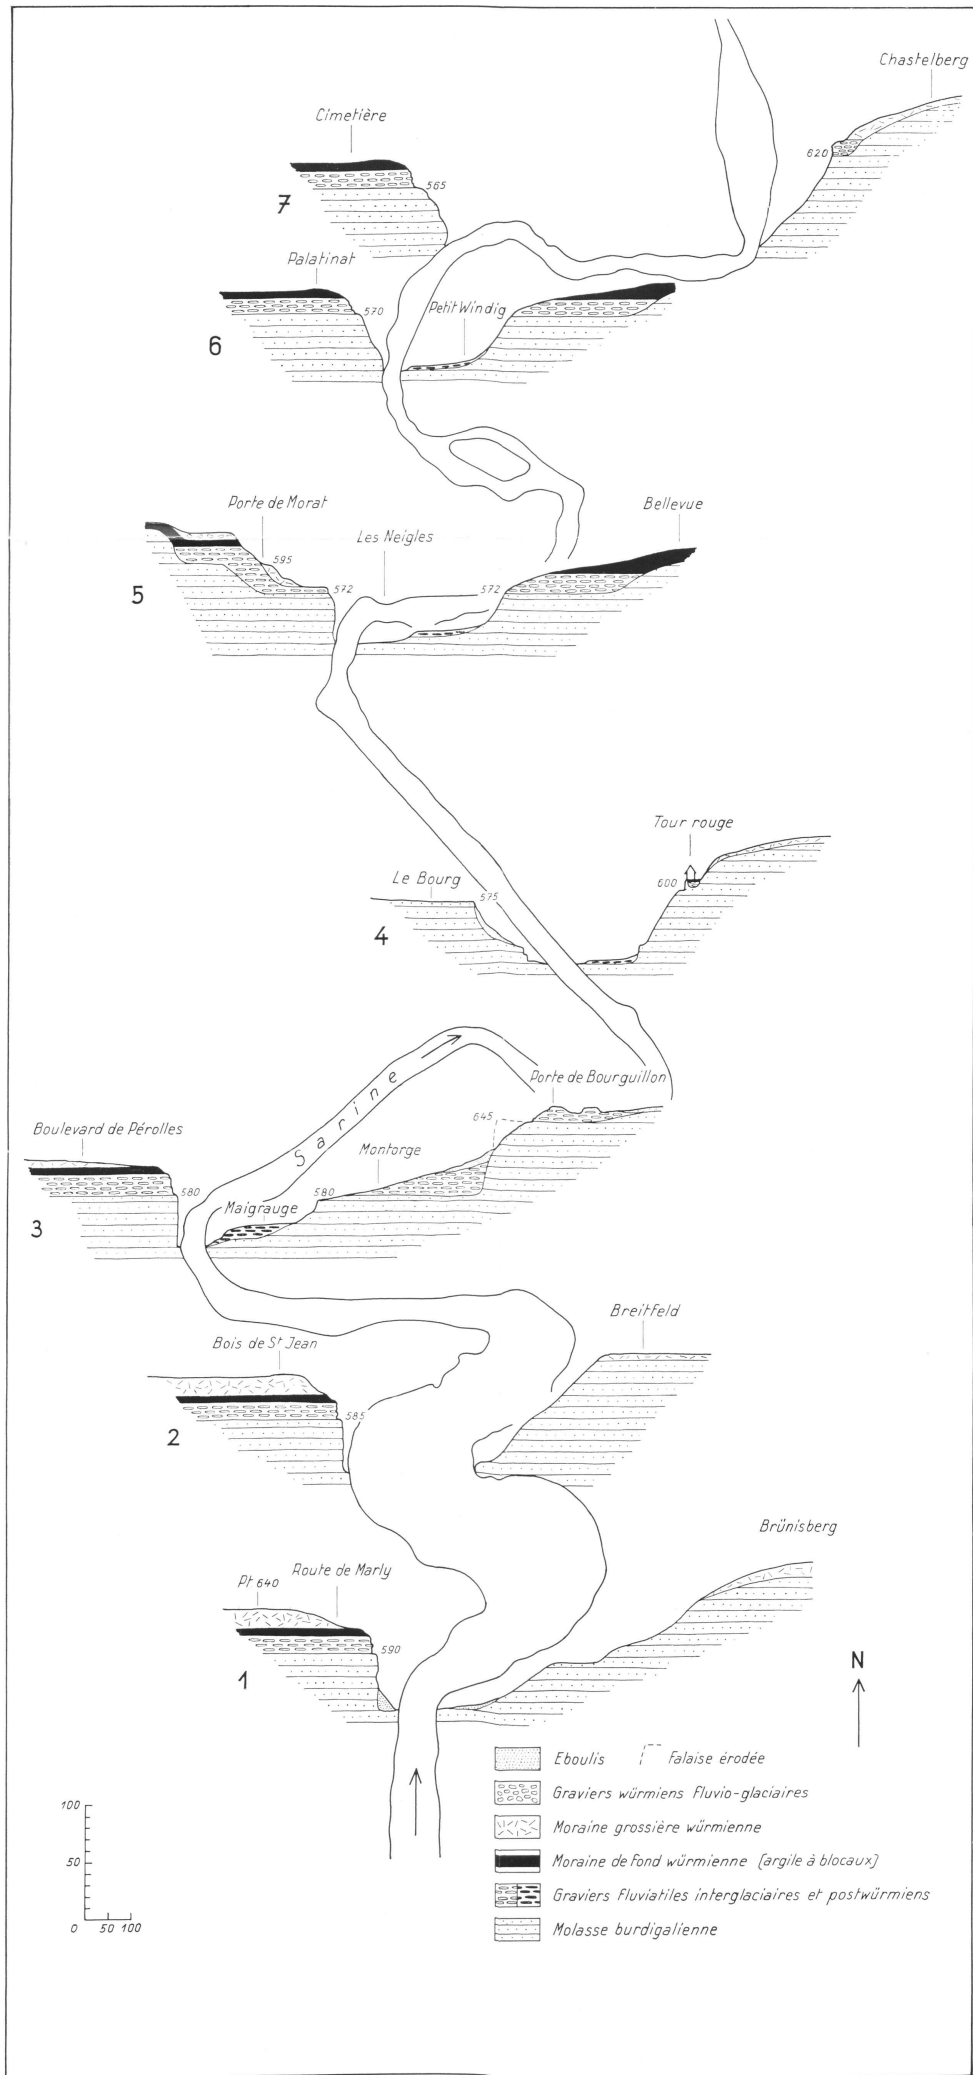 Chastelberg
Cimetière
620
565
7
Palatinat
570
Petit Windig
6
Porte de Morat
Bellevue
Les Neigles
595
572
572
5
Tour rouge
Le Bourg
600
575
4
Sarine
Porte de Bourguillon
645
Boulevard de Pérolles
Montorge
580
580
Maigrauge
3
Breitfeld
Bois de St Jean
585
2
Brünisberg
Route de Marly
Pt 640
590
1
N
Eboulis
Falaise érodée
Graviers würmiens fluvio-glaciaires
Moraine grossière würmienne
Moraine de fond würmienne (argile à blocaux)
Graviers fluviatiles interglaciaires et postwürmiens
Molasse burdigalienne
100
50
0 50 100